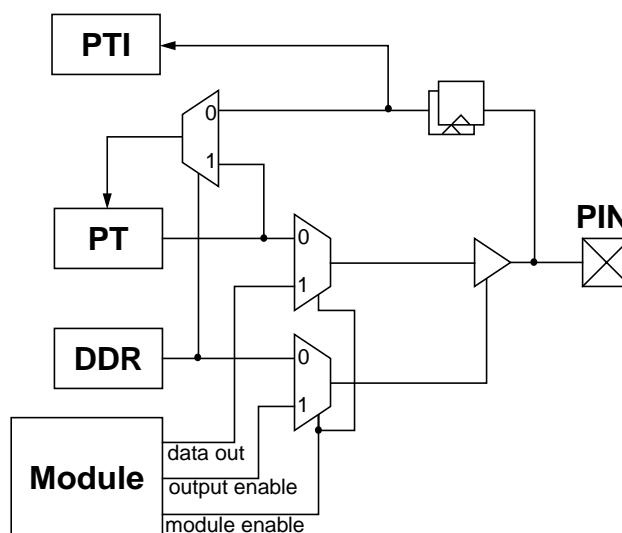 PTI
0
1
PT
PIN
0
1
DDR
0
1
Module
data out
output enable
module enable